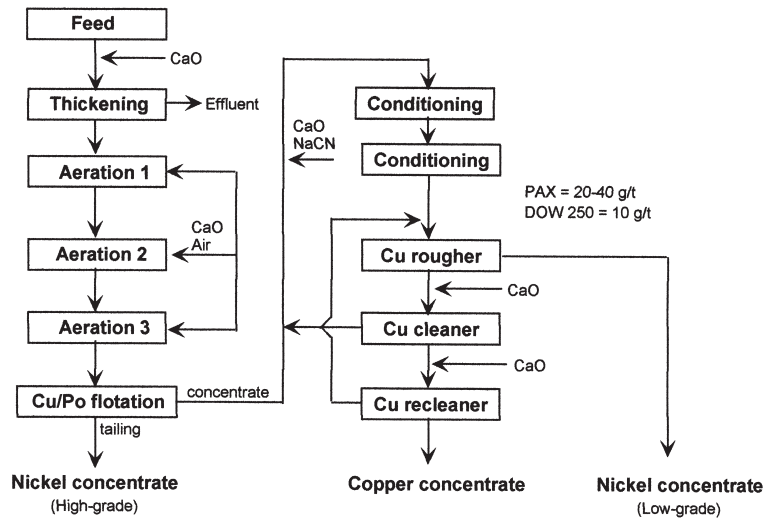 Feed
CaO
Thickening
Effluent
Aeration 1
CaO
Air
Aeration 2
Aeration 3
Cu/Po flotation
concentrate
tailing
Nickel concentrate
(High-grade)
Conditioning
CaO
NaCN
Conditioning
PAX = 20-40 g/t
DOW 250 = 10 g/t
Cu rougher
CaO
Cu cleaner
CaO
Cu recleaner
Copper concentrate
Nickel concentrate
(Low-grade)